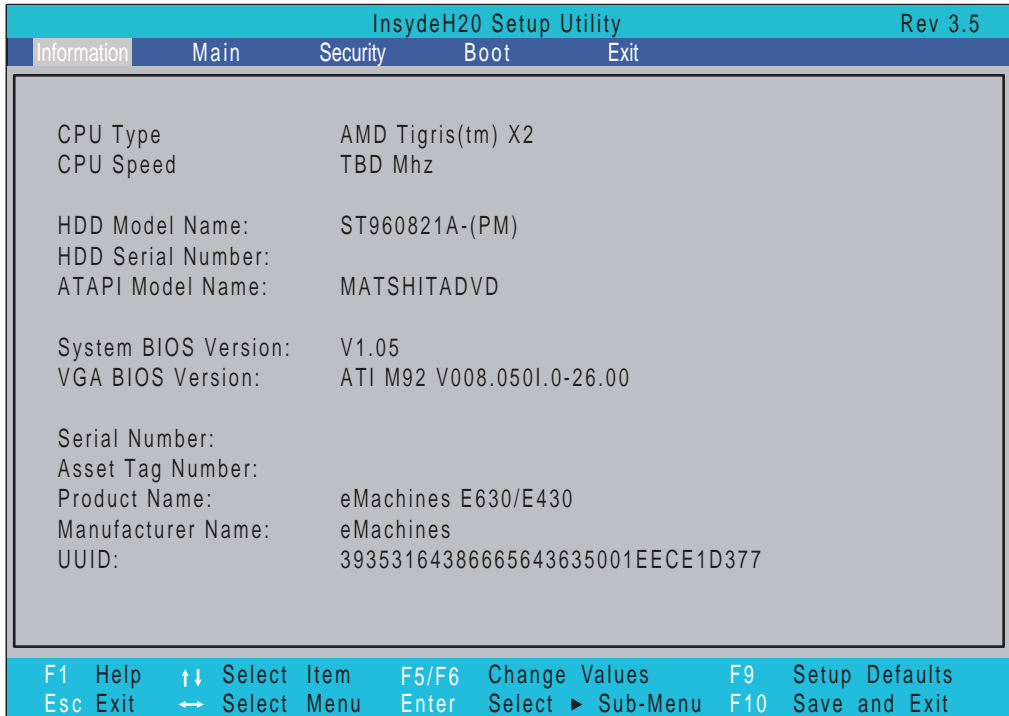 InsydeH20 Setup Utility Rev 3.5
Information Main Security Boot Exit
CPU Type AMD Tigris(tm) X2
CPU Speed TBD Mhz
HDD Model Name: ST960821A-(PM)
HDD Serial Number:
ATAPI Model Name: MATSHITADVD
System BIOS Version: V1.05
VGA BIOS Version: ATI M92 V008.050I.0-26.00
Serial Number:
Asset Tag Number:
Product Name: eMachines E630/E430
Manufacturer Name: eMachines
UUID: 39353164386665643635001EECE1D377
F1 Help ↑↓ Select Item F5/F6 Change Values F9 Setup Defaults
Esc Exit ↔ Select Menu Enter Select ► Sub-Menu F10 Save and Exit